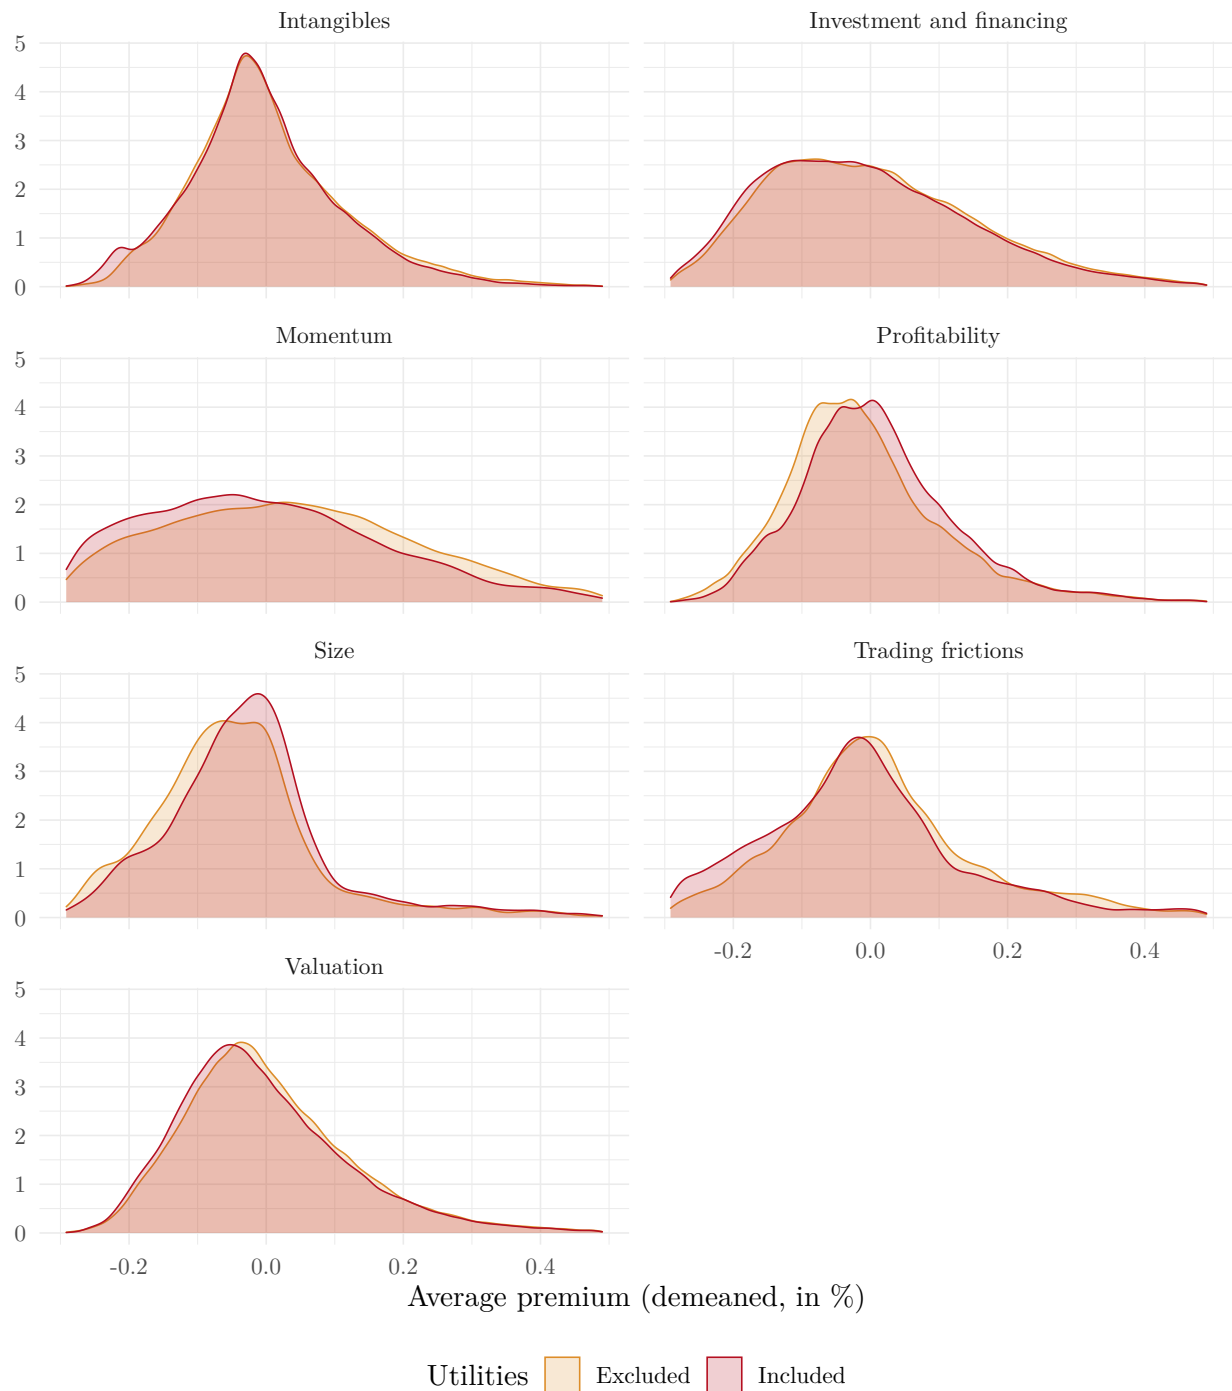 Intangibles
Investment and financing
5
4
3
2
1
0
Momentum
Profitability
5
4
3
2
1
0
Size
Trading frictions
5
4
3
2
1
0
-0.2 0.0 0.2 0.4
Valuation
5
4
3
2
1
0
-0.2 0.0 0.2 0.4
Average premium (demeaned, in %)
Utilities Excluded Included